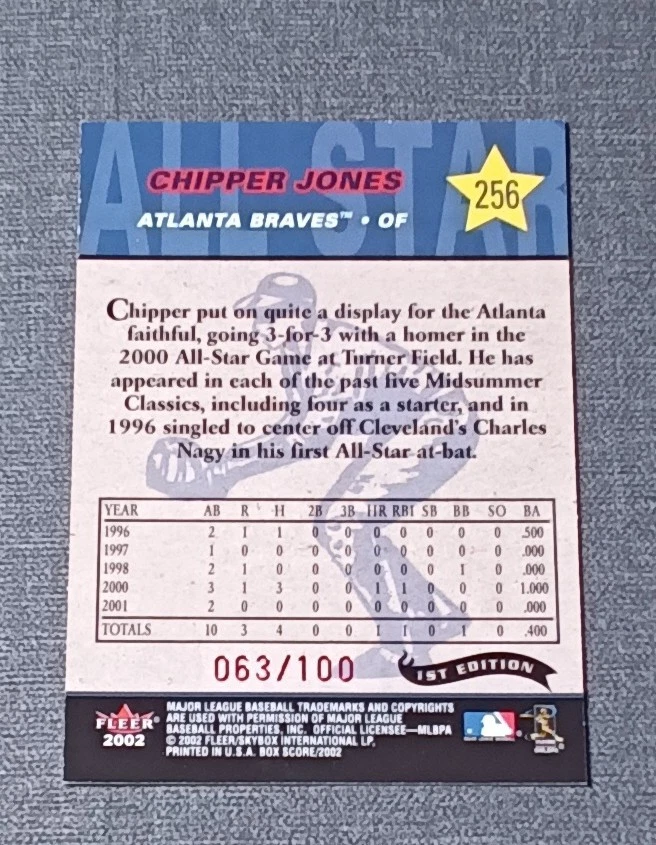 ALL STAR
CHIPPER JONES
256
ATLANTA BRAVES™ • OF
Chipper put on quite a display for the Atlanta
faithful, going 3-for-3 with a homer in the
2000 All-Star Game at Turner Field. He has
appeared in each of the past five Midsummer
Classics, including four as a starter, and in
1996 singled to center off Cleveland's Charles
Nagy in his first All-Star at-bat.
YEAR AB R H 2B 3B HR RBI SB BB SO BA
1996 2 1 1 0 0 0 0 0 0 0 .500
1997 1 0 0 0 0 0 0 0 0 0 .000
1998 2 1 0 0 0 0 0 0 1 0 .000
2000 3 1 3 0 0 1 1 0 0 0 1.000
2001 2 0 0 0 0 0 0 0 0 0 .000
TOTALS 10 3 4 0 0 1 1 0 1 0 .400
063/100
1ST EDITION
FLEER®
2002
MAJOR LEAGUE BASEBALL TRADEMARKS AND COPYRIGHTS
ARE USED WITH PERMISSION OF MAJOR LEAGUE
BASEBALL PROPERTIES, INC. OFFICIAL LICENSEE—MLBPA
© 2002 FLEER/SKYBOX INTERNATIONAL LP.
PRINTED IN U.S.A. BOX SCORE/2002